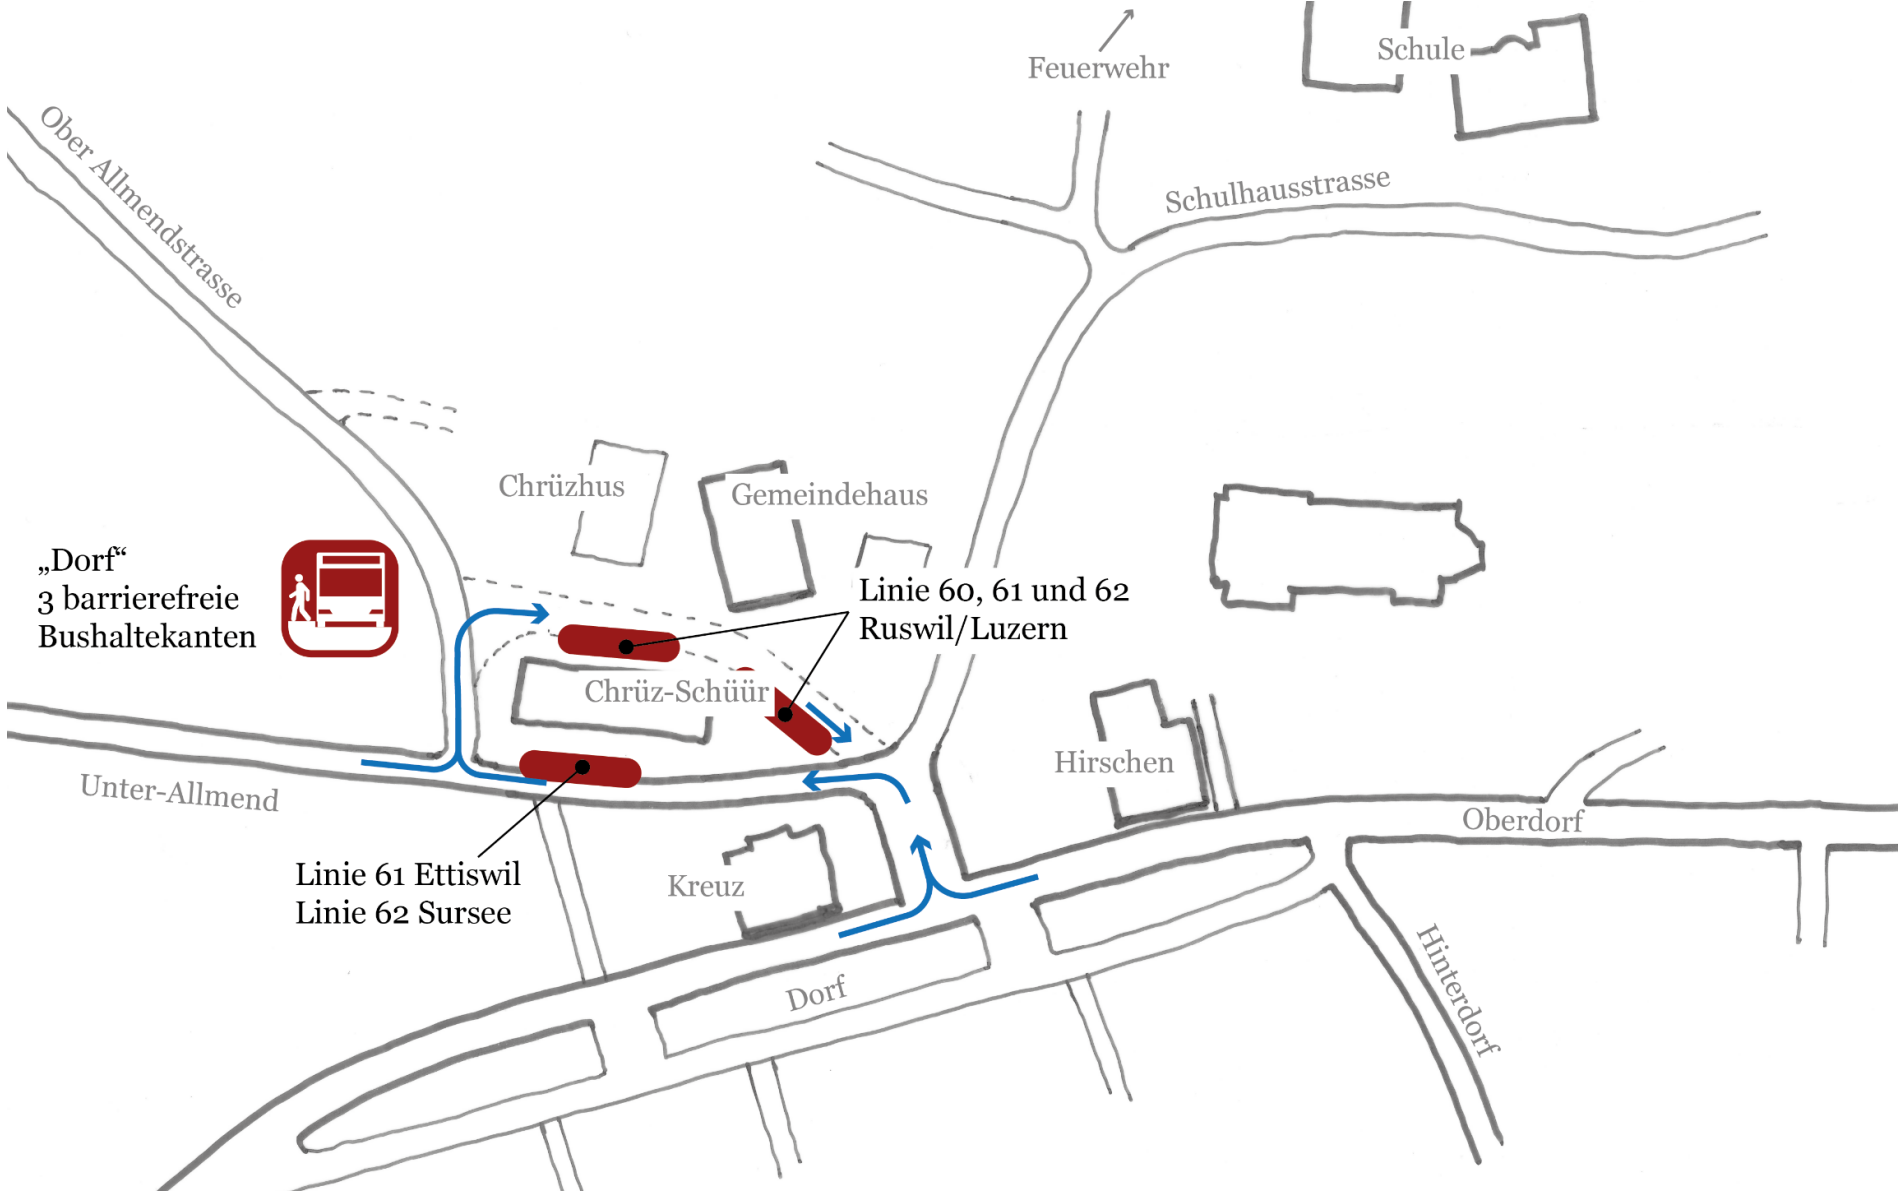 Feuerwehr
Schule
Ober Allmendstrasse
Schulhausstrasse
Chrüzhus
Gemeindehaus
„Dorf“
3 barrierefreie
Bushaltekanten
Linie 60, 61 und 62
Ruswil/Luzern
Chrüz-Schüür
Hirschen
Unter-Allmend
Oberdorf
Linie 61 Ettiswil
Linie 62 Sursee
Kreuz
Dorf
Hinterdorf